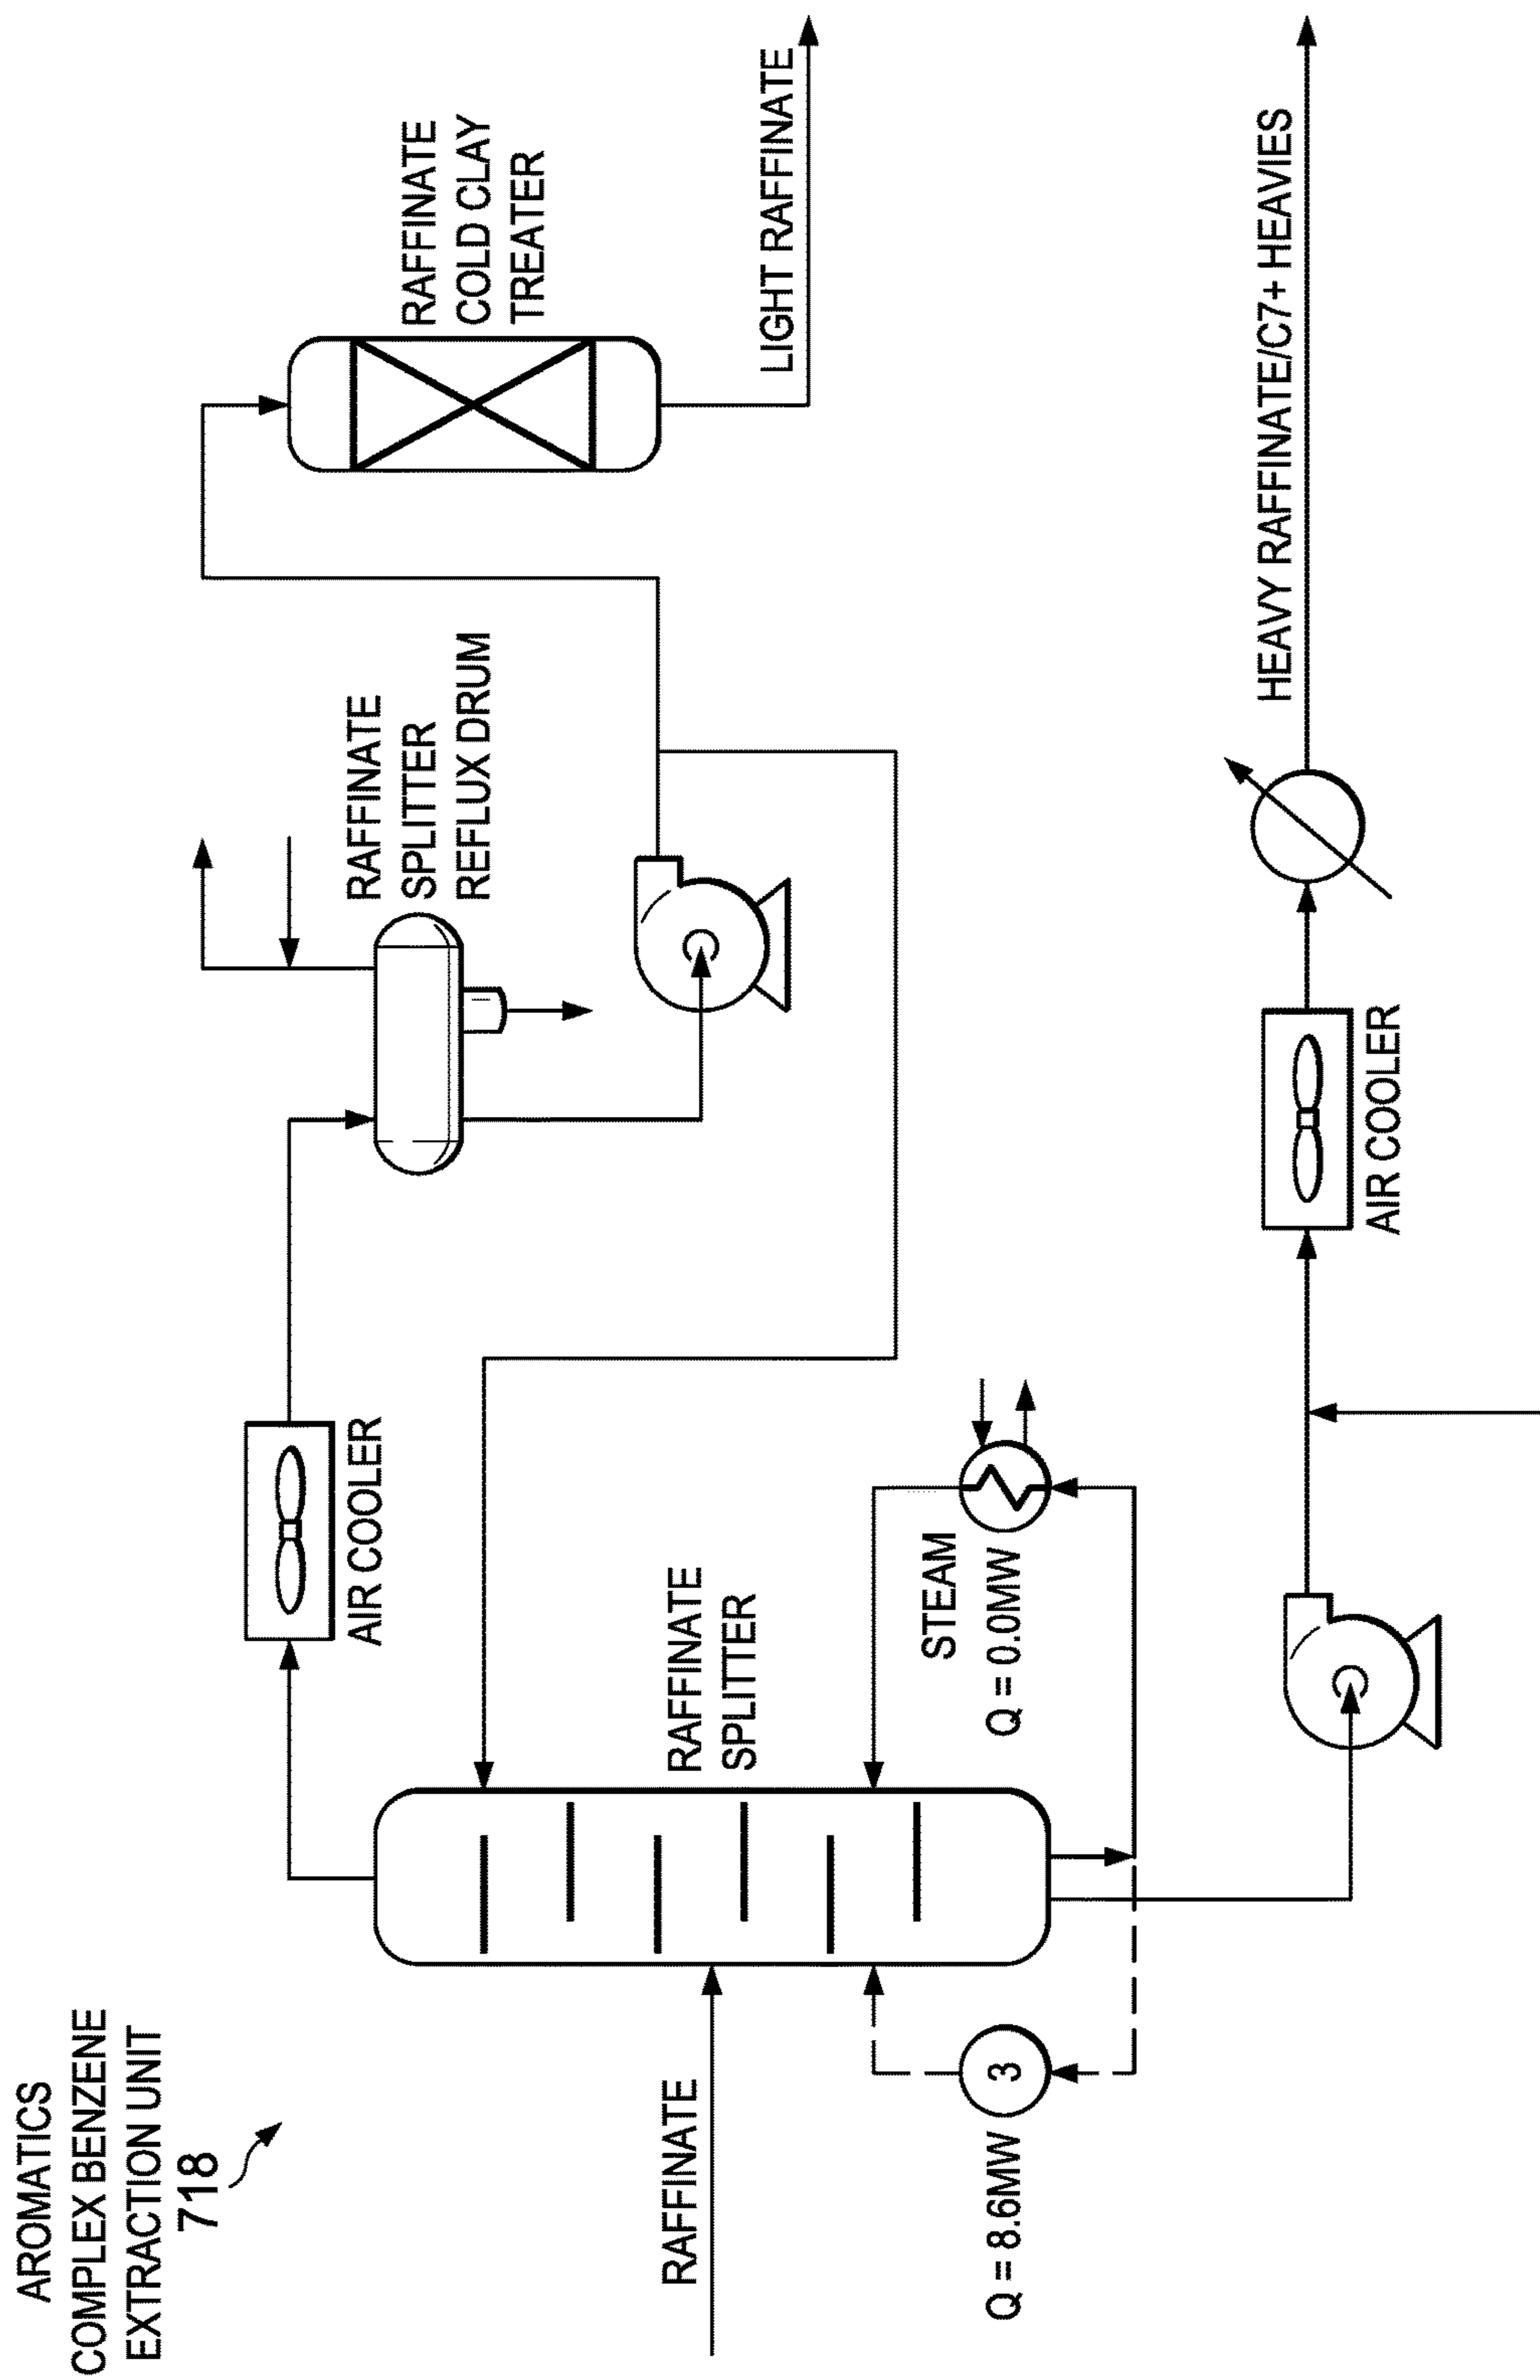 AROMATICS
COMPLEX BENZENE
EXTRACTION UNIT
718
AIR COOLER
RAFFINATE
SPLITTER
REFLUX DRUM
RAFFINATE
COLD CLAY
TREATER
RAFFINATE
RAFFINATE
SPLITTER
LIGHT RAFFINATE
STEAM
Q = 0.0MW
3
Q = 8.6MW
AIR COOLER
HEAVY RAFFINATE/C7+ HEAVIES